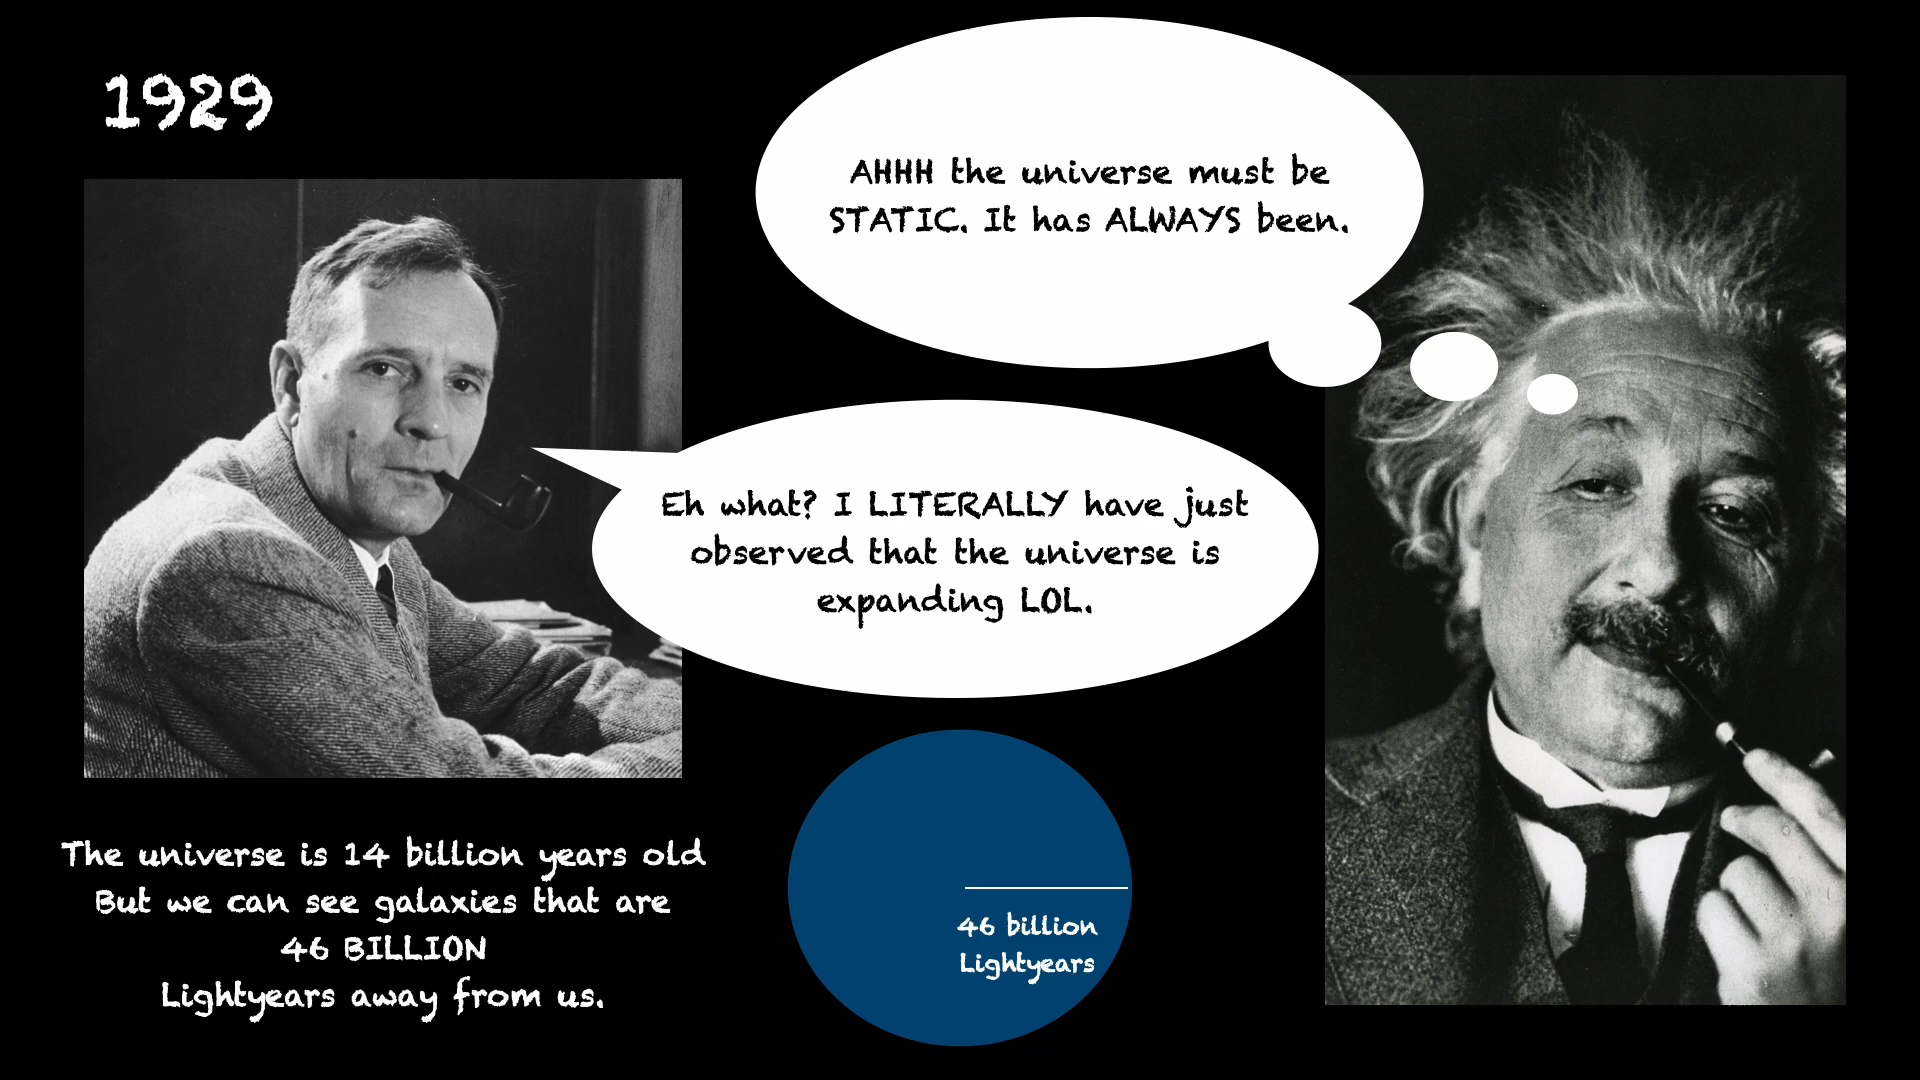 1929
AHHH the universe must be
STATIC. It has ALWAYS been.
Eh what? I LITERALLY have just
observed that the universe is
expanding LOL.
The universe is 14 billion years old
But we can see galaxies that are
46 BILLION
Lightyears away from us.
46 billion
Lightyears